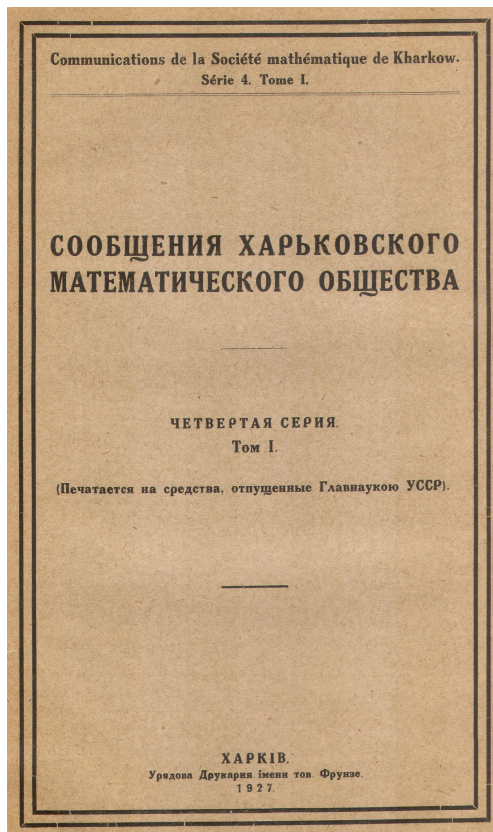 Communications de la Société mathématique de Kharkow.
Série 4. Tome I.
СООБЩЕНИЯ ХАРЬКОВСКОГО
МАТЕМАТИЧЕСКОГО ОБЩЕСТВА
ЧЕТВЕРТАЯ СЕРИЯ.
Том I.
(Печатается на средства, отпущенные Главнаукою УССР).
ХАРКІВ.
Урядова Друкарня імени тов. Фрунзе.
1927.